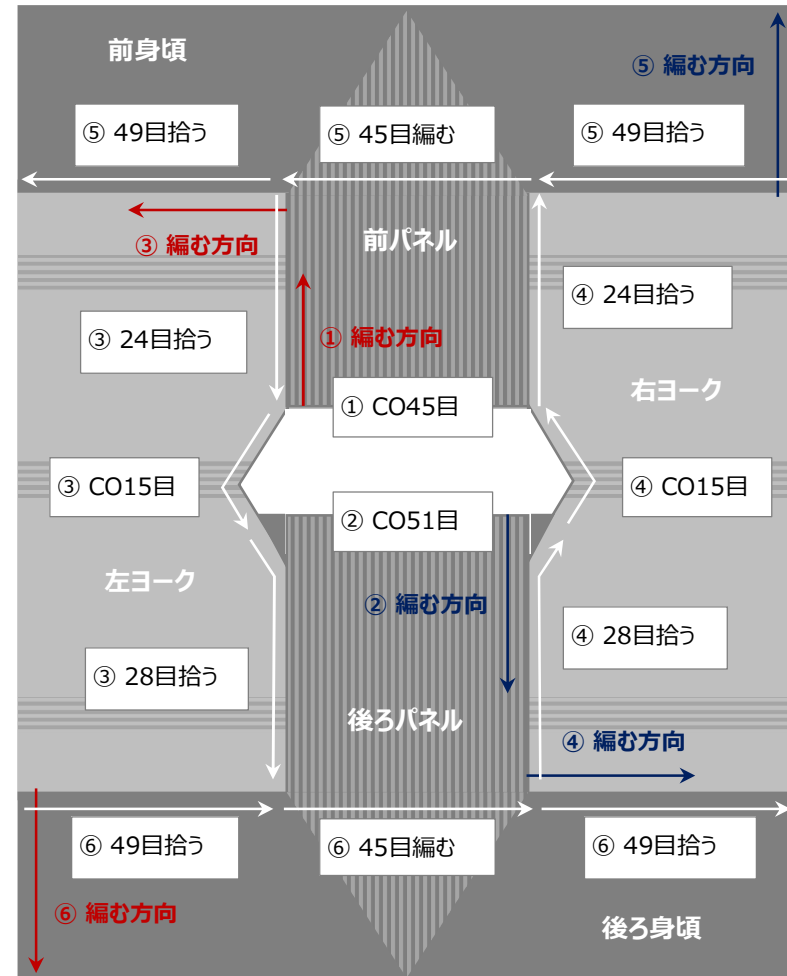 前身頃
⑤ 編む方向
⑤ 49目拾う
⑤ 45目編む
⑤ 49目拾う
③ 編む方向
前パネル
④ 24目拾う
③ 24目拾う
① 編む方向
右ヨーク
① CO45目
③ CO15目
④ CO15目
② CO51目
左ヨーク
② 編む方向
④ 28目拾う
③ 28目拾う
後ろパネル
④ 編む方向
⑥ 49目拾う
⑥ 45目編む
⑥ 49目拾う
⑥ 編む方向
後ろ身頃